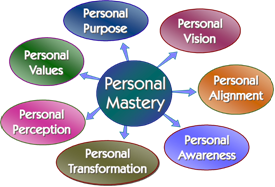 Personal
Purpose
Personal
Vision
Personal
Values
Personal
Mastery
Personal
Alignment
Personal
Perception
Personal
Awareness
Personal
Transformation